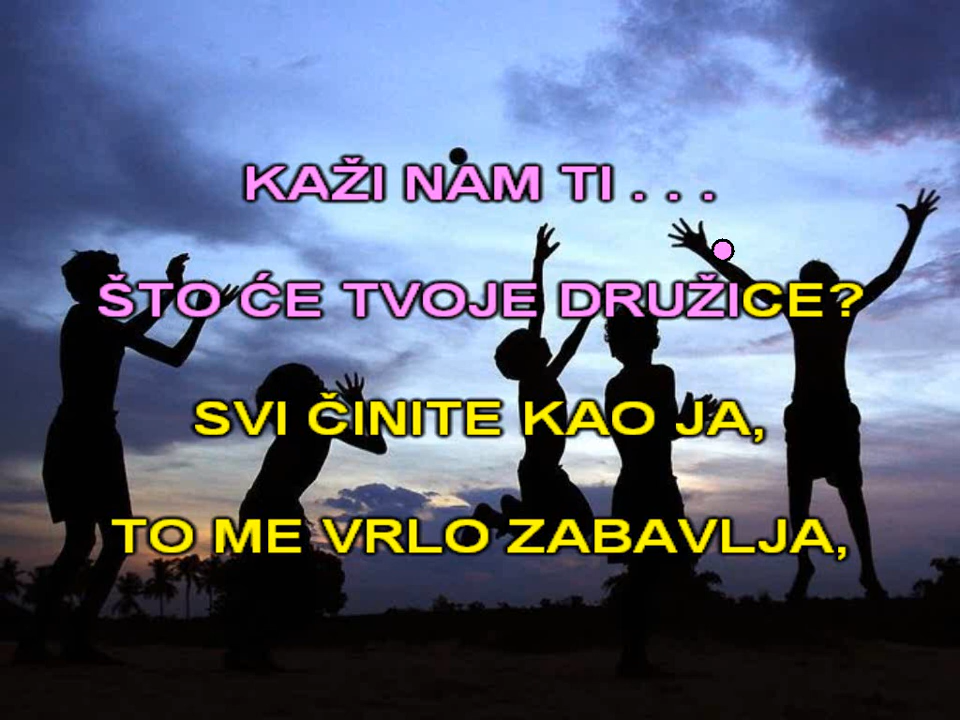 KAŽI NAM TI . . .
ŠTO ĆE TVOJE DRUŽICE?
SVI ČINITE KAO JA,
TO ME VRLO ZABAVLJA,